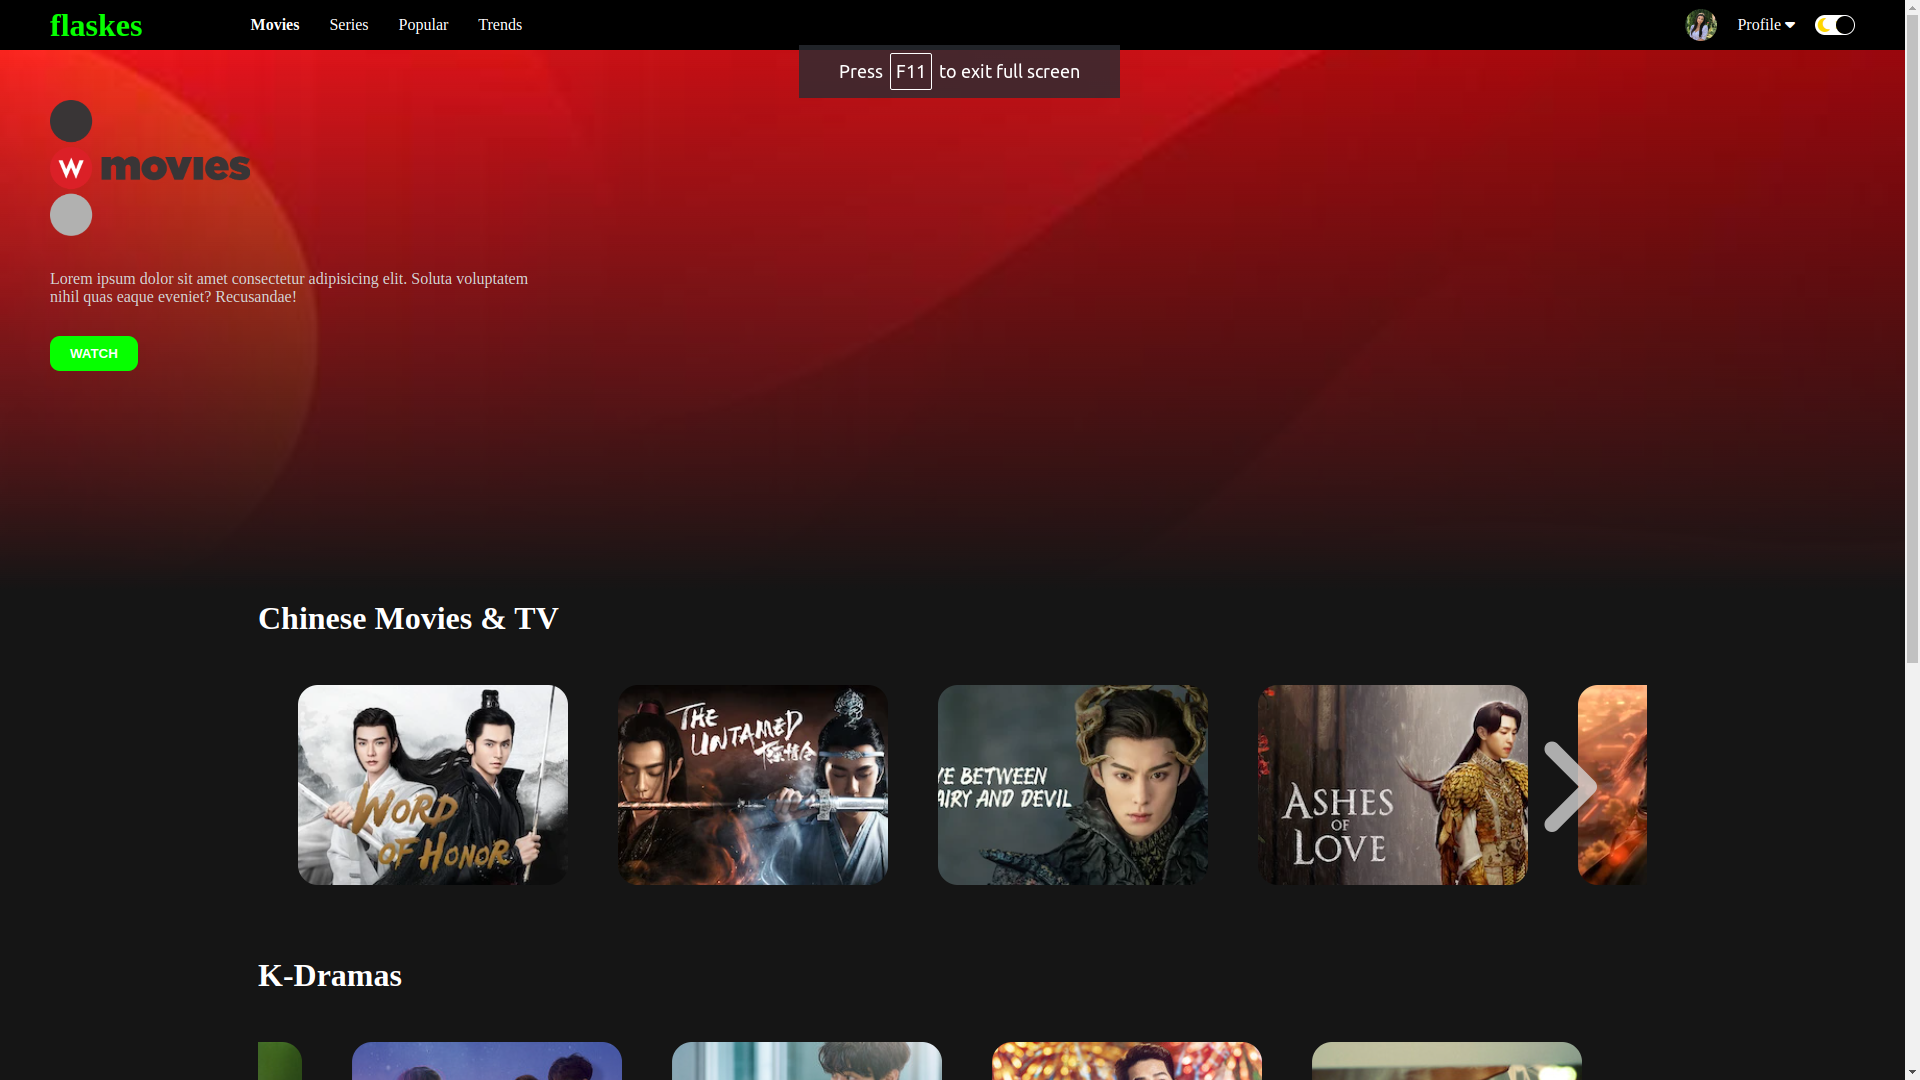 flaskes
Movies
Series
Popular
Trends
Profile
Press F11 to exit full screen
w movies
Lorem ipsum dolor sit amet consectetur adipisicing elit. Soluta voluptatem
nihil quas eaque eveniet? Recusandae!
WATCH
Chinese Movies & TV
WORD
OF HONOR
THE
UNTAMED
陈情令
VE BETWEEN
AIRY AND DEVIL
ASHES
OF
LOVE
K-Dramas